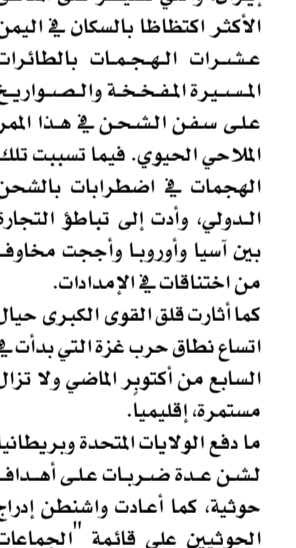 الأكثر اكتظاظا بالسكان في اليمن
عشرات الهجمات بالطائرات
المسيرة المفخخة والصواريخ
على سفن الشحن في هذا الممر
الملاحي الحيوي. فيما تسببت تلك
الهجمات في اضطرابات بالشحن
الدولي، وأدت إلى تباطؤ التجارة
بين آسيا وأوروبا وأججت مخاوف
من اختناقات في الإمدادات.
كما أثارت قلق القوى الكبرى حيال
اتساع نطاق حرب غزة التي بدأت في
السابع من أكتوبر الماضي ولا تزال
مستمرة، إقليميا.
ما دفع الولايات المتحدة وبريطانيا
لشن عدة ضربات على أهداف
حوثية، كما أعادت واشنطن إدراج
الحوثيين على قائمة "الجماعات